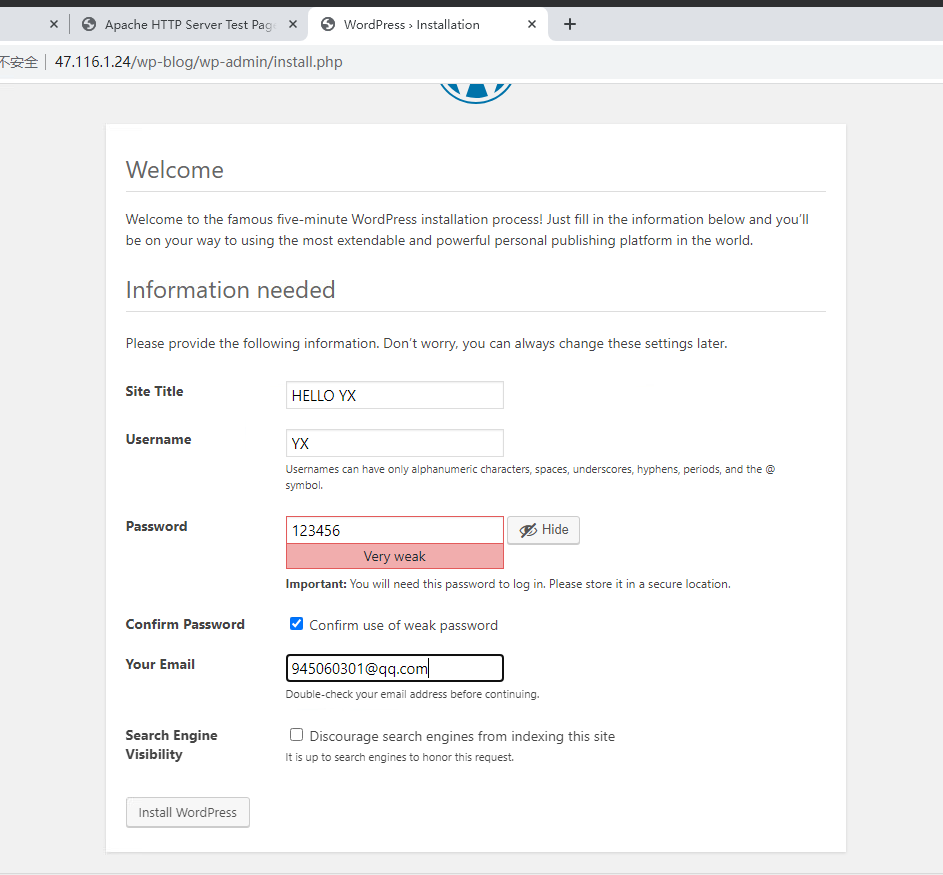 Apache HTTP Server Test Pag
WordPress › Installation
不安全
47.116.1.24/wp-blog/wp-admin/install.php
Welcome
Welcome to the famous five-minute WordPress installation process! Just fill in the information below and you’ll
be on your way to using the most extendable and powerful personal publishing platform in the world.
Information needed
Please provide the following information. Don’t worry, you can always change these settings later.
Site Title
HELLO YX
Username
YX
Usernames can have only alphanumeric characters, spaces, underscores, hyphens, periods, and the @
symbol.
Password
123456
Hide
Very weak
Important: You will need this password to log in. Please store it in a secure location.
Confirm Password
Confirm use of weak password
Your Email
945060301@qq.com
Double-check your email address before continuing.
Search Engine
Visibility
Discourage search engines from indexing this site
It is up to search engines to honor this request.
Install WordPress